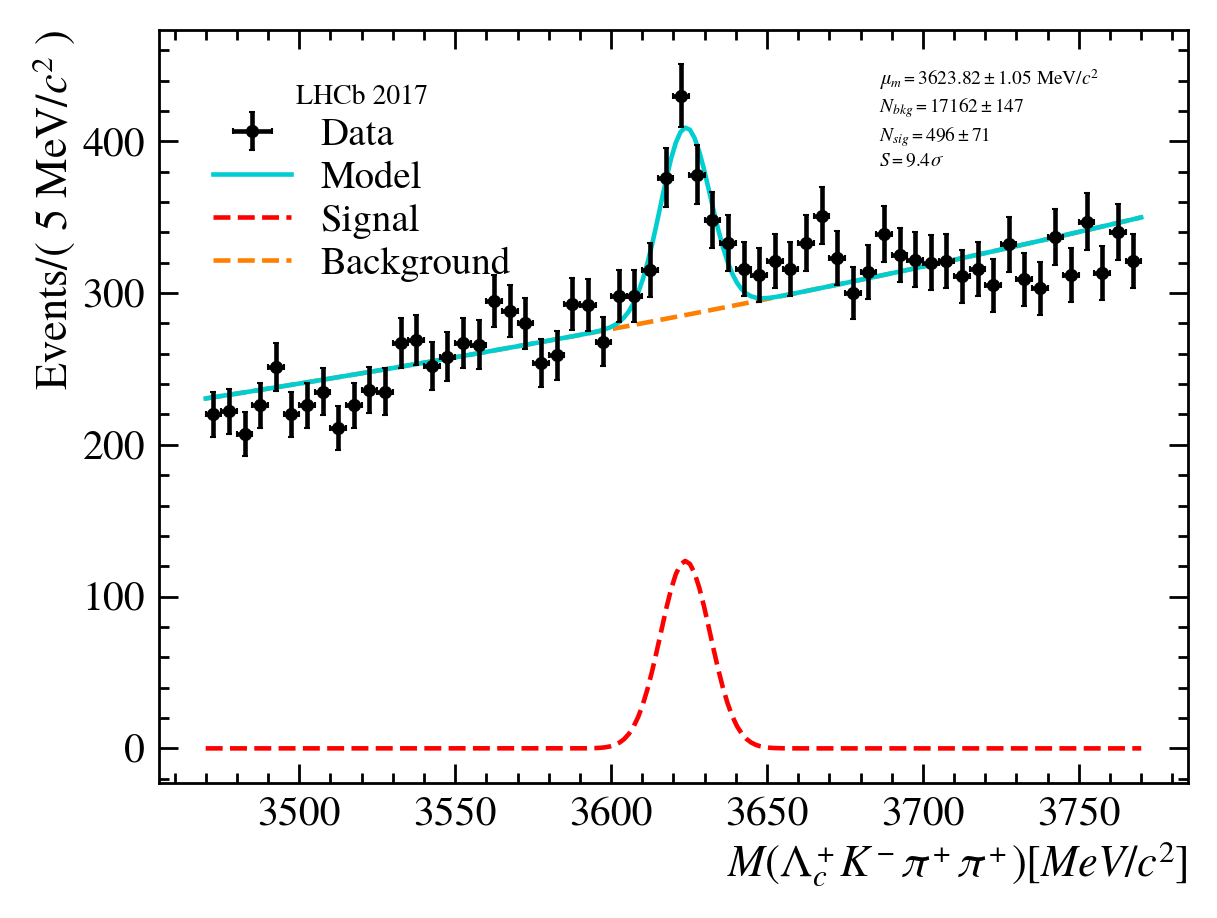 Events/( 5 MeV/c² )
400
300
200
100
0
LHCb 2017
Data
Model
Signal
Background
μₘ = 3623.82 ± 1.05 MeV/c²
N_bkg = 17162 ± 147
N_sig = 496 ± 71
S = 9.4σ
3500 3550 3600 3650 3700 3750
M(Λ_c⁺K⁻π⁺π⁺)[MeV/c²]